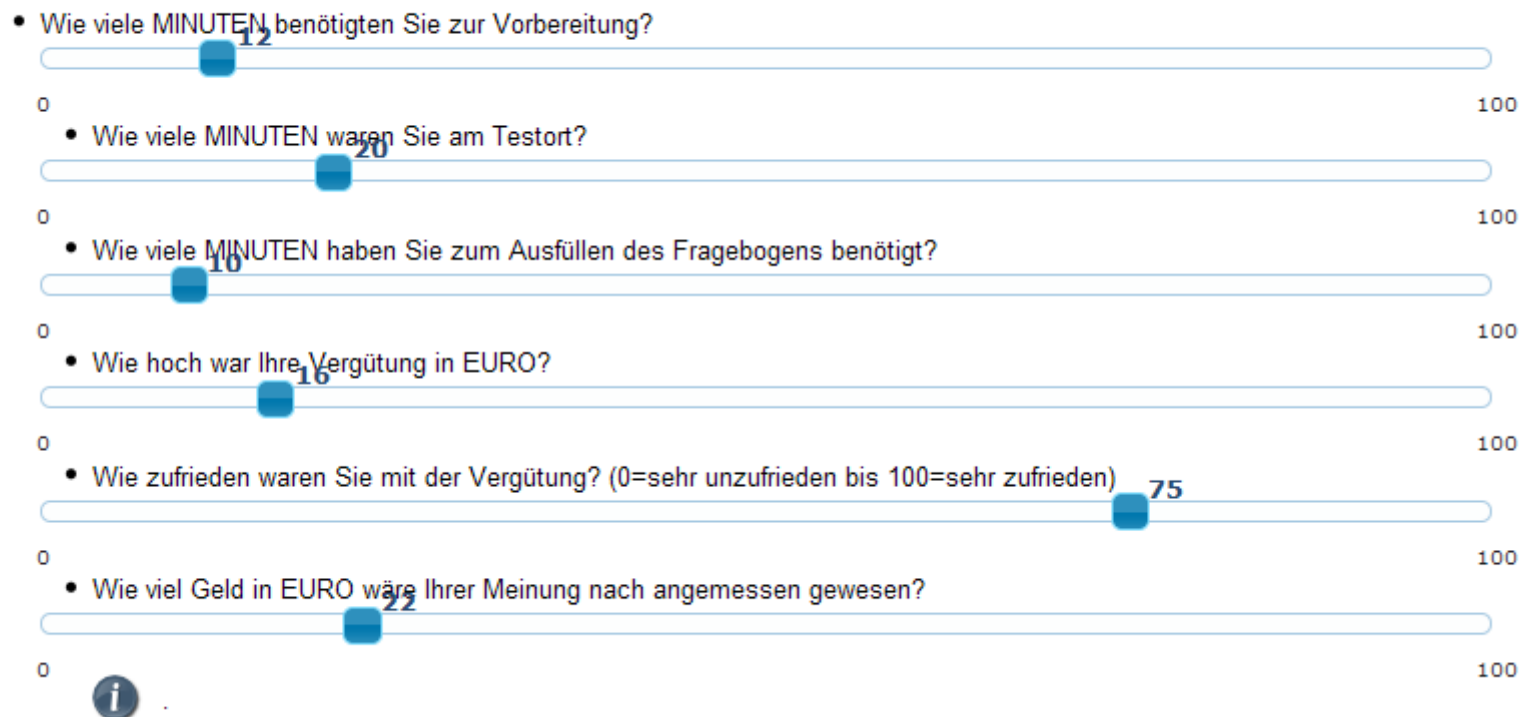 Wie viele MINUTEN benötigten Sie zur Vorbereitung?
12
0 100
Wie viele MINUTEN waren Sie am Testort?
20
0 100
Wie viele MINUTEN haben Sie zum Ausfüllen des Fragebogens benötigt?
10
0 100
Wie hoch war Ihre Vergütung in EURO?
16
0 100
Wie zufrieden waren Sie mit der Vergütung? (0=sehr unzufrieden bis 100=sehr zufrieden)
75
0 100
Wie viel Geld in EURO wäre Ihrer Meinung nach angemessen gewesen?
22
0 100
i .